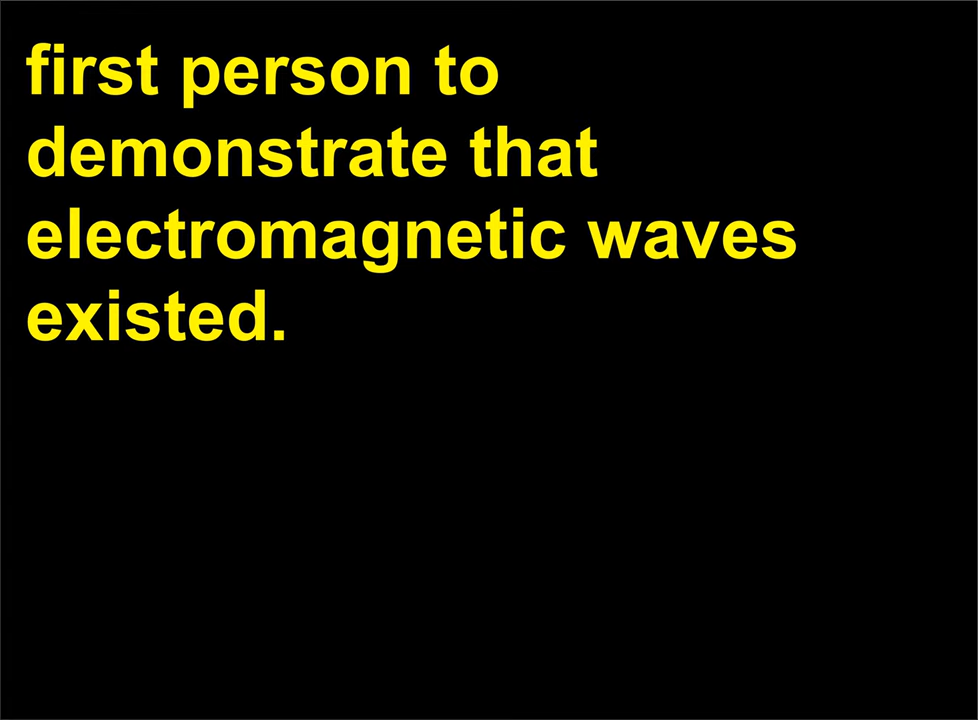 first person to
demonstrate that
electromagnetic waves
existed.